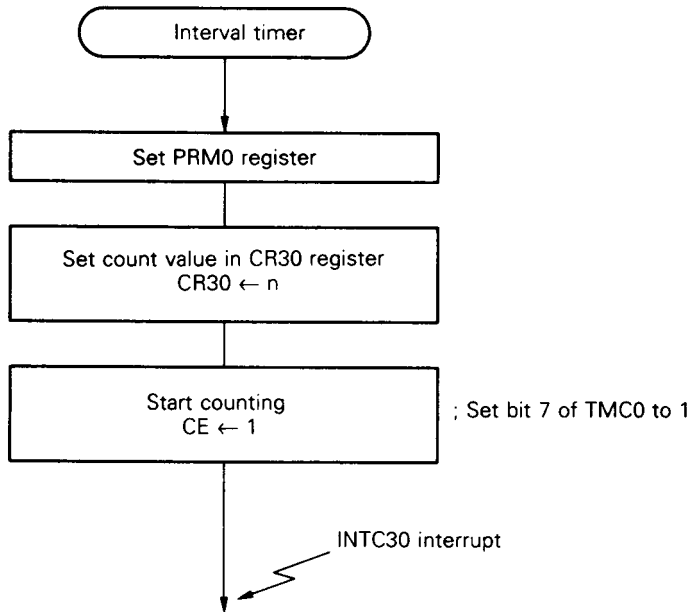 Interval timer
Set PRM0 register
Set count value in CR30 register
CR30 ← n
Start counting
CE ← 1
; Set bit 7 of TMC0 to 1
INTC30 interrupt